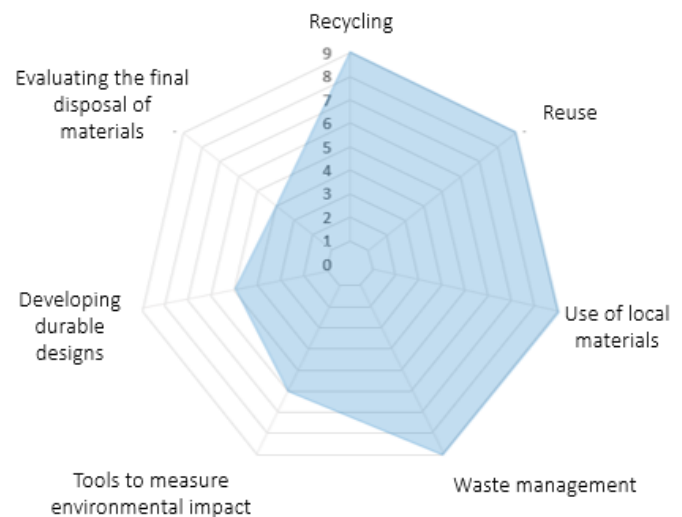 Recycling
9
8
7
6
5
4
3
2
1
0
Reuse
Use of local
materials
Waste management
Tools to measure
environmental impact
Developing
durable
designs
Evaluating the final
disposal of
materials